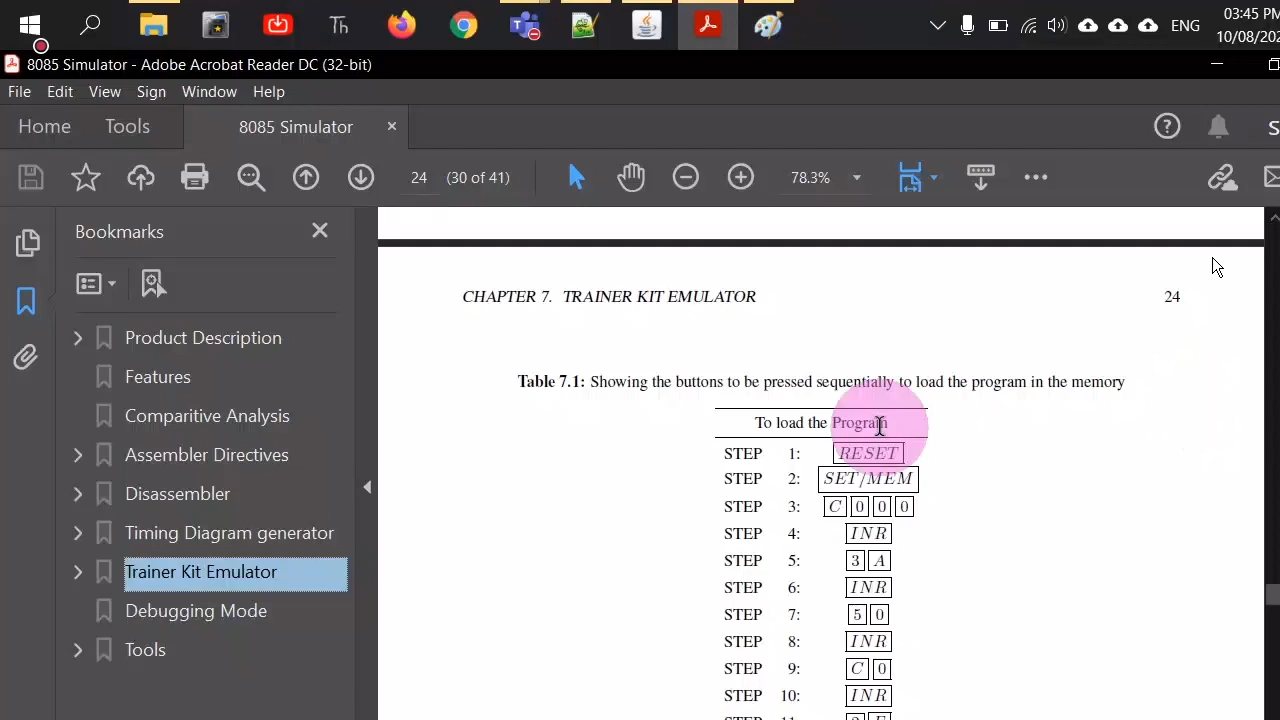 Th
ENG
03:45 PM
10/08/202
8085 Simulator - Adobe Acrobat Reader DC (32-bit)
File Edit View Sign Window Help
Home Tools 8085 Simulator
24 (30 of 41) 78.3%
Bookmarks
Product Description
Features
Comparitive Analysis
Assembler Directives
Disassembler
Timing Diagram generator
Trainer Kit Emulator
Debugging Mode
Tools
CHAPTER 7. TRAINER KIT EMULATOR 24
Table 7.1: Showing the buttons to be pressed sequentially to load the program in the memory
To load the Program
STEP 1: RESET
STEP 2: SET/MEM
STEP 3: C 0 0 0
STEP 4: INR
STEP 5: 3 A
STEP 6: INR
STEP 7: 5 0
STEP 8: INR
STEP 9: C 0
STEP 10: INR
STEP 11: